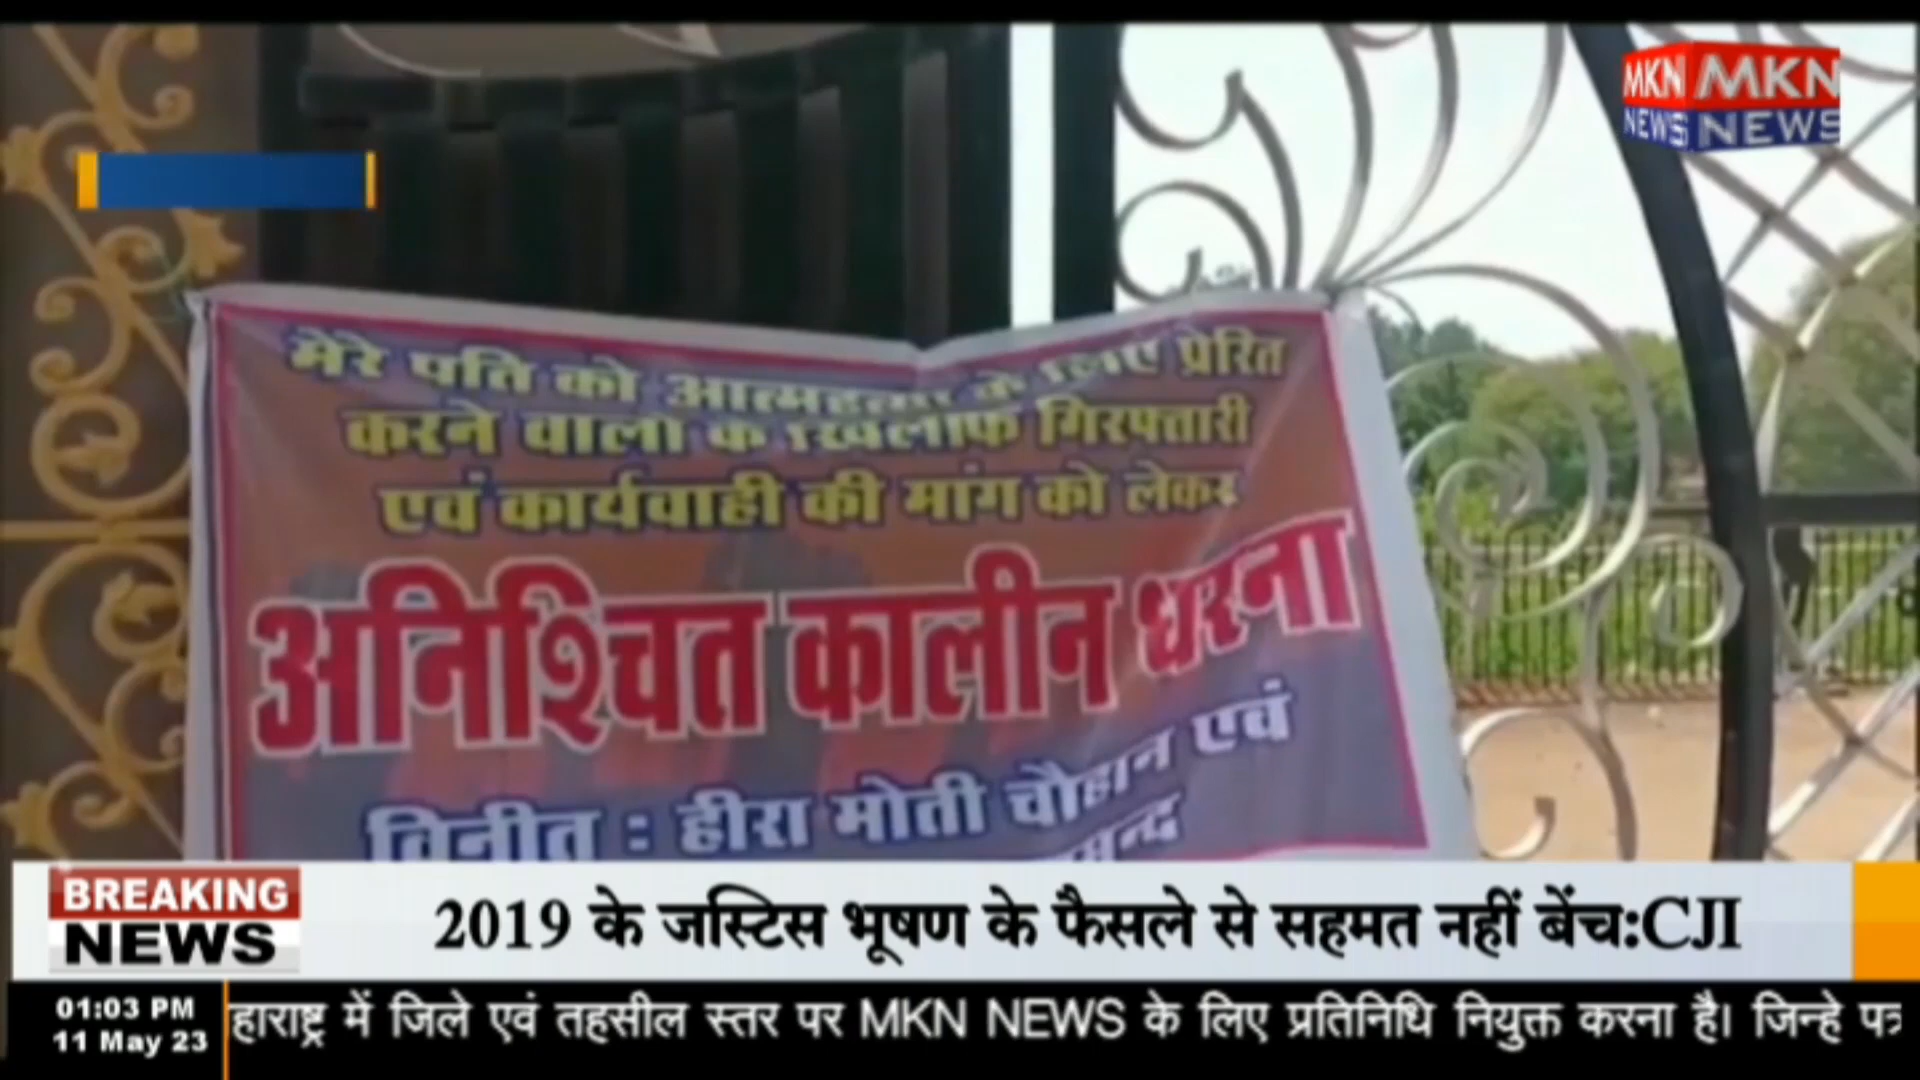 MKN MKN
NEWS NEWS
मेरे पति को आत्महत्या के लिए प्रेरित
करने वालो के खिलाफ गिरफ्तारी
एवं कार्यवाही की मांग को लेकर
अनिश्चित कालीन धरना
विनीत : हीरा मोती चौहान एवं
BREAKING
NEWS
2019 के जस्टिस भूषण के फैसले से सहमत नहीं बेंच:CJI
01:03 PM
11 May 23
हाराष्ट्र में जिले एवं तहसील स्तर पर MKN NEWS के लिए प्रतिनिधि नियुक्त करना है। जिन्हे